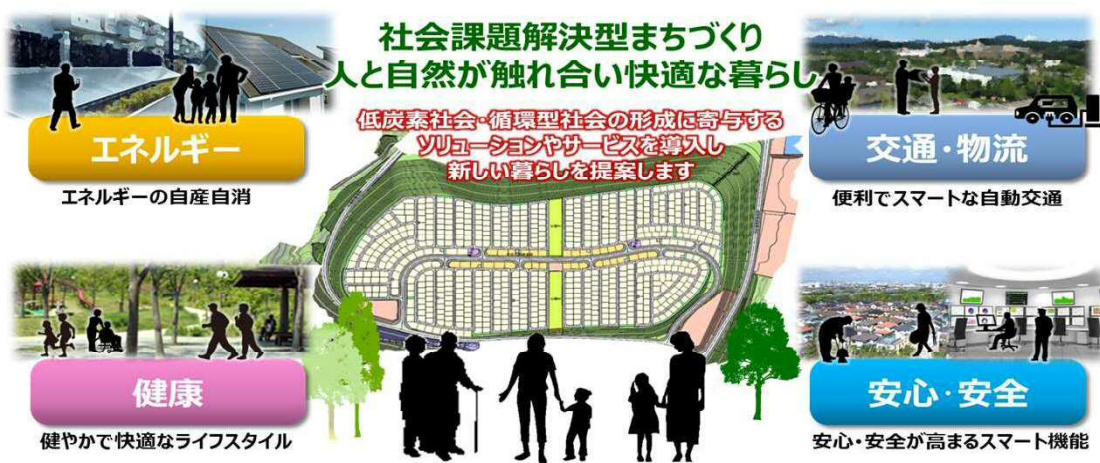 社会課題解決型まちづくり
人と自然が触れ合い快適な暮らし
低炭素社会・循環型社会の形成に寄与する
ソリューションやサービスを導入し
新しい暮らしを提案します
エネルギー
エネルギーの自産自消
交通・物流
便利でスマートな自動交通
健康
健やかで快適なライフスタイル
安心・安全
安心・安全が高まるスマート機能